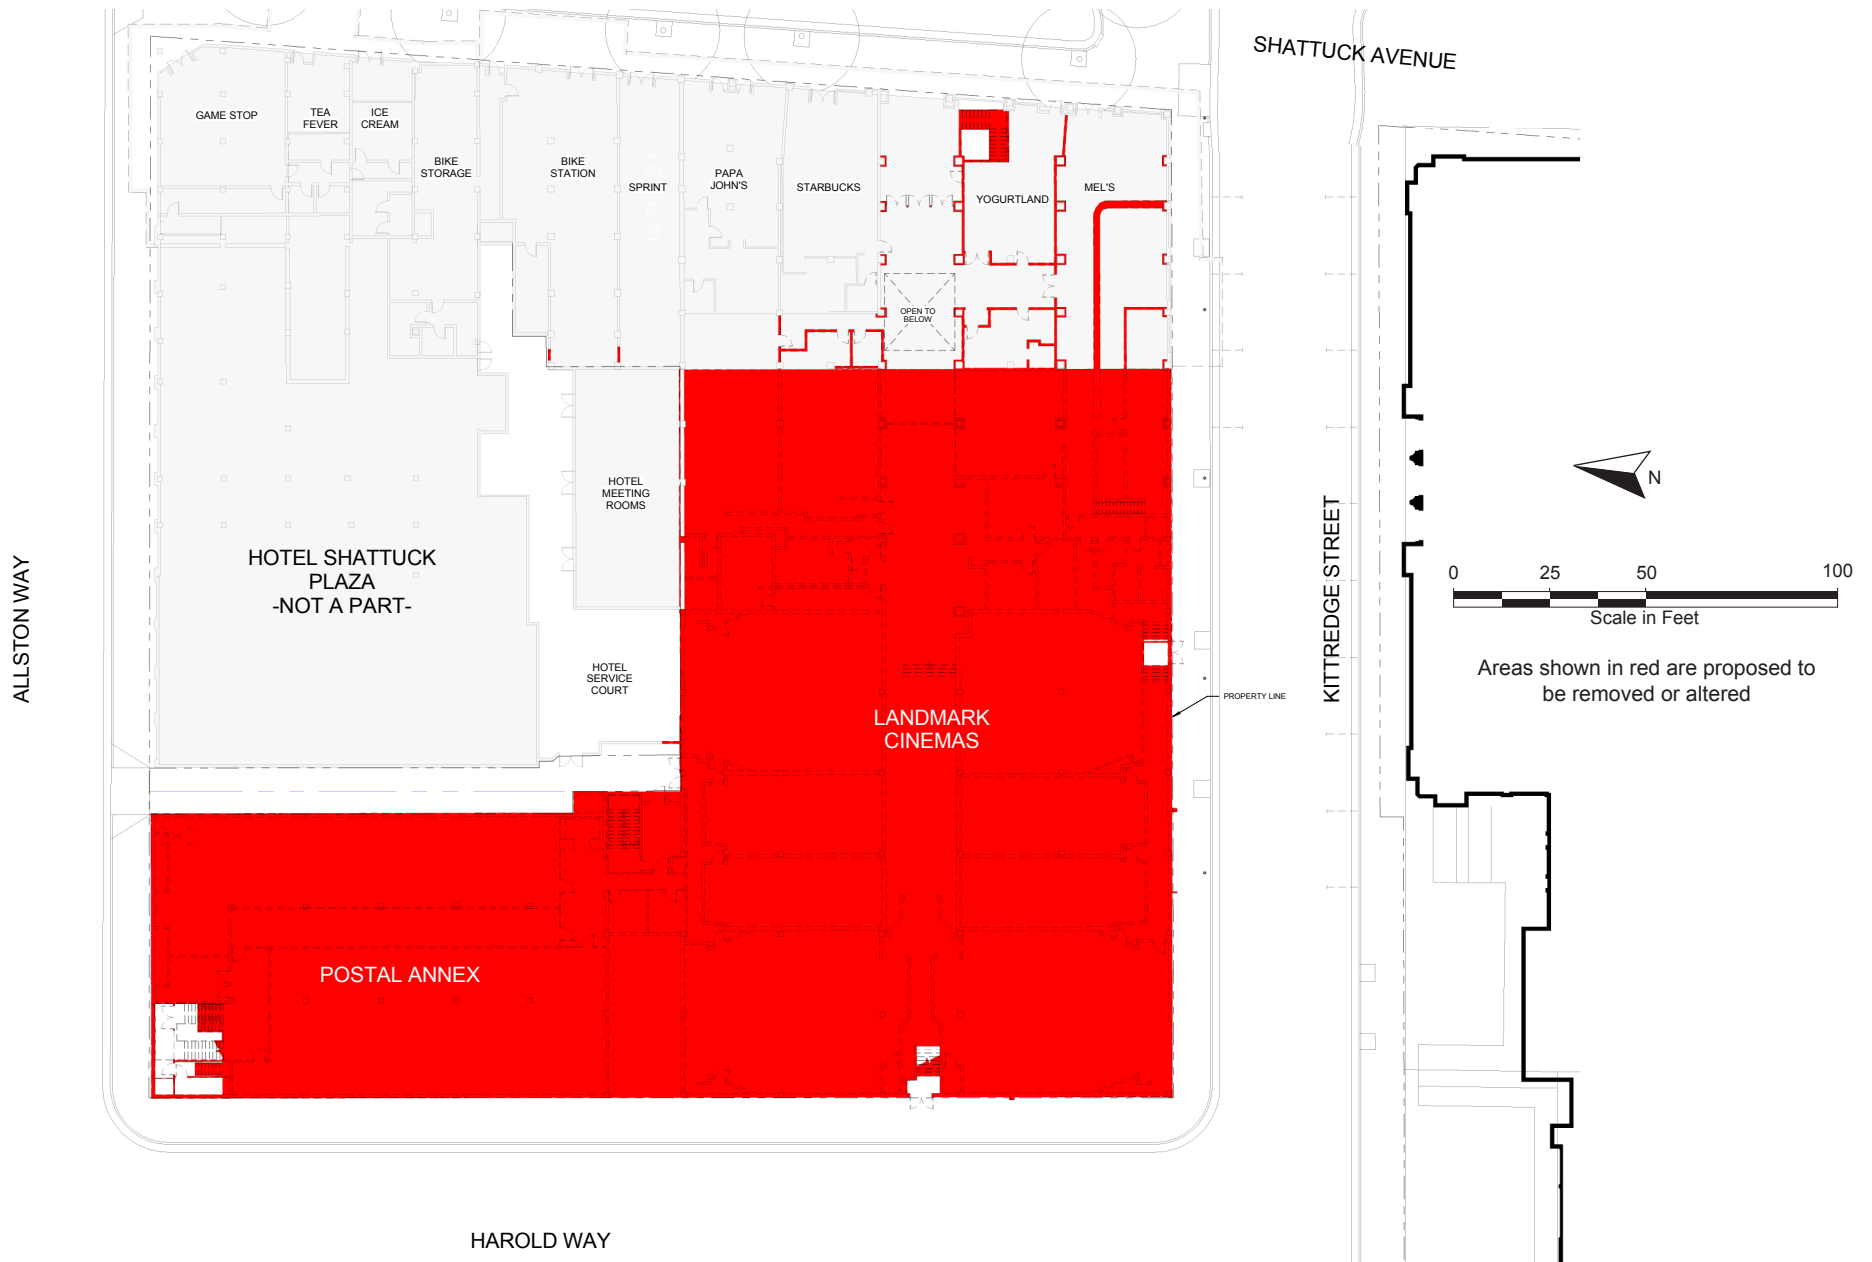 SHATTUCK AVENUE
GAME STOP
TEA
FEVER
ICE
CREAM
BIKE
STORAGE
BIKE
STATION
SPRINT
PAPA
JOHN'S
STARBUCKS
YOGURTLAND
MEL'S
OPEN TO
BELOW
HOTEL
MEETING
ROOMS
HOTEL SHATTUCK
PLAZA
-NOT A PART-
HOTEL
SERVICE
COURT
LANDMARK
CINEMAS
PROPERTY LINE
POSTAL ANNEX
ALLSTON WAY
KITTREDGE STREET
HAROLD WAY
N
0 25 50 100
Scale in Feet
Areas shown in red are proposed to
be removed or altered